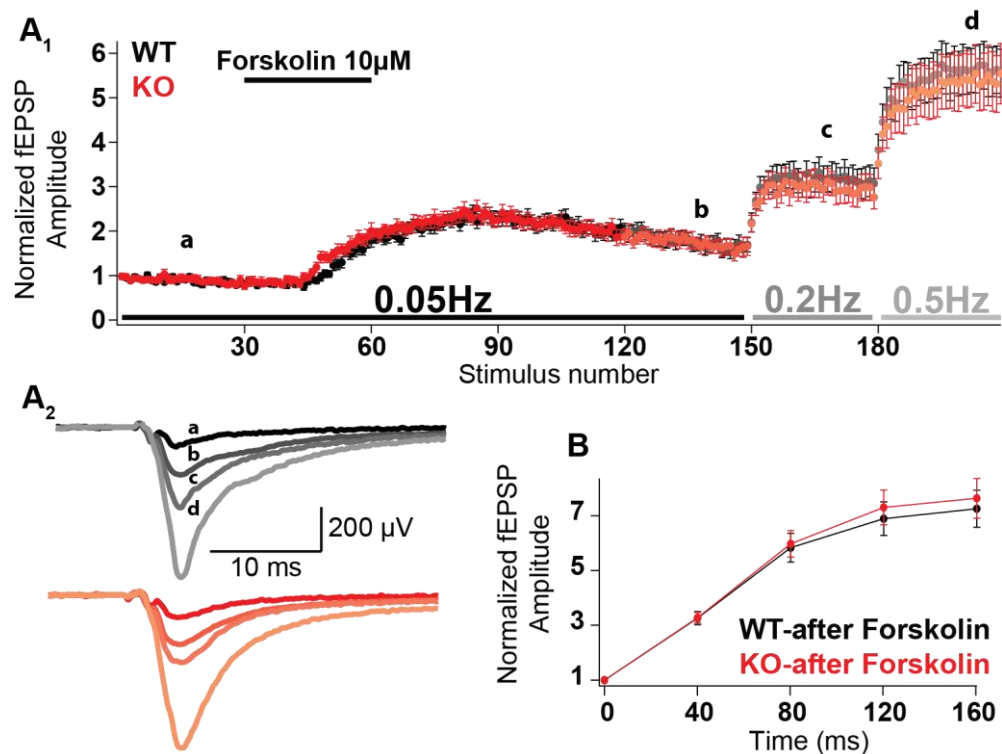 A1
WT
KO
Forskolin 10µM
Normalized fEPSP
Amplitude
6
5
4
3
2
1
0
a
b
c
d
0.05Hz
0.2Hz
0.5Hz
30
60
90
120
150
180
Stimulus number
A2
a
b
c
d
200 µV
10 ms
B
Normalized fEPSP
Amplitude
7
5
3
1
WT-after Forskolin
KO-after Forskolin
0
40
80
120
160
Time (ms)